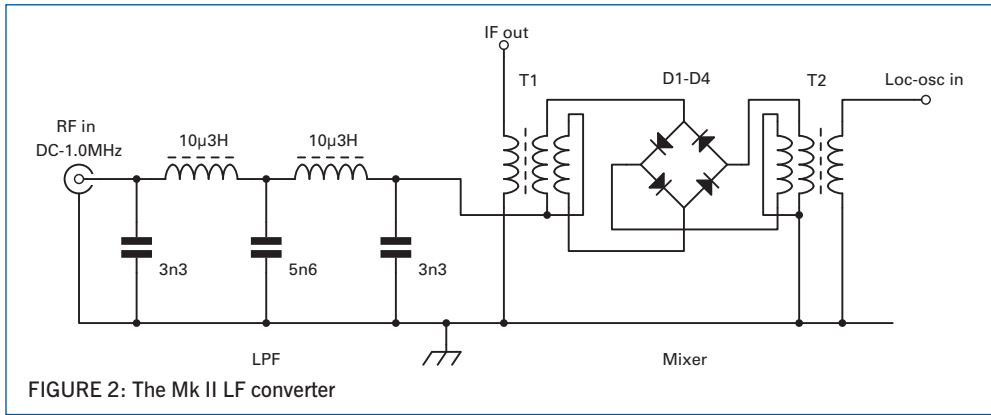 IF out
T1
D1-D4
T2
Loc-osc in
RF in
DC-1.0MHz
10µ3H
10µ3H
3n3
5n6
3n3
LPF
Mixer
FIGURE 2: The Mk II LF converter